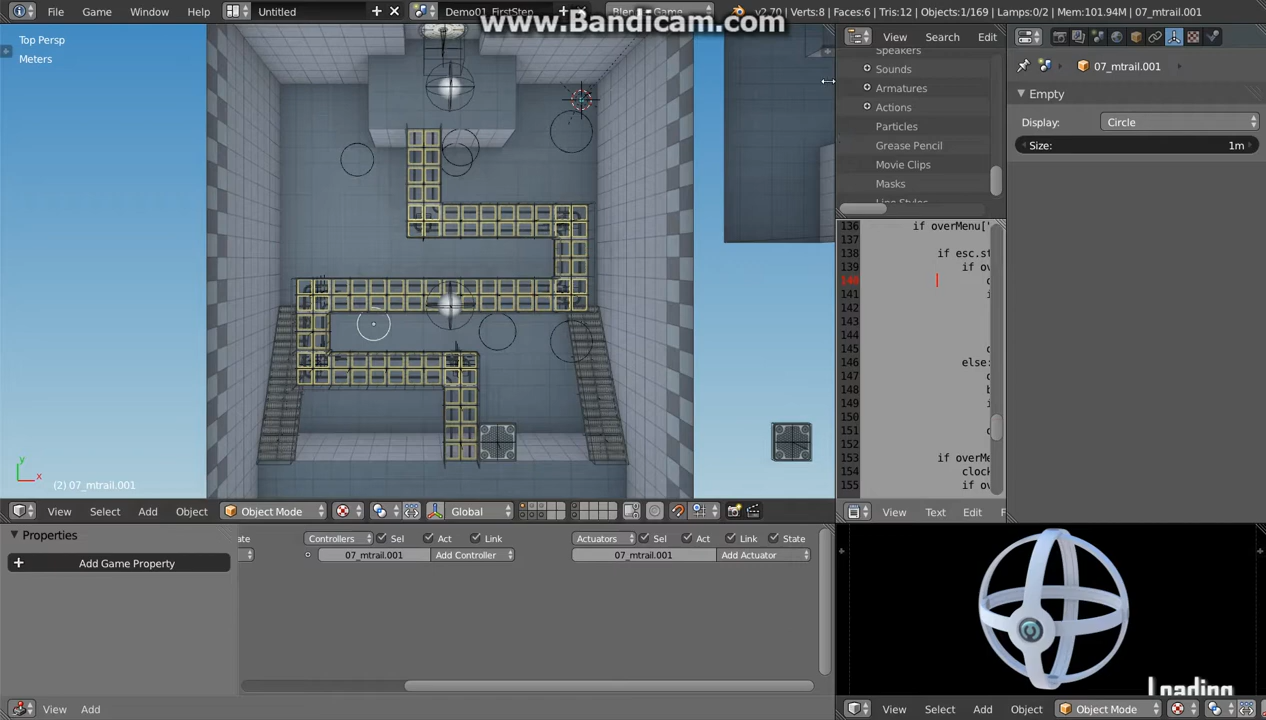 File Game Window Help Untitled Demo01_FirstStep v2.70 | Verts:8 | Faces:6 | Tris:12 | Objects:1/169 | Lamps:0/2 | Mem:101.94M | 07_mtrail.001
www.Bandicam.com
Top Persp
Meters
View Search Edit
Speakers
Sounds
Armatures
Actions
Particles
Grease Pencil
Movie Clips
Masks
Line Styles
07_mtrail.001
Empty
Display: Circle
Size: 1m
136 if overMenu['
137
138 if esc.st
139 if ov
140
141
142
143
144
145
146 else:
147
148
149
150
151
152
153 if overMe
154 clock
155 if ov
y
x
(2) 07_mtrail.001
View Select Add Object Object Mode Global
View Text Edit F
Properties
Add Game Property
ate Controllers Sel Act Link Actuators Sel Act Link State
07_mtrail.001 Add Controller 07_mtrail.001 Add Actuator
Loading
View Add
View Select Add Object Object Mode